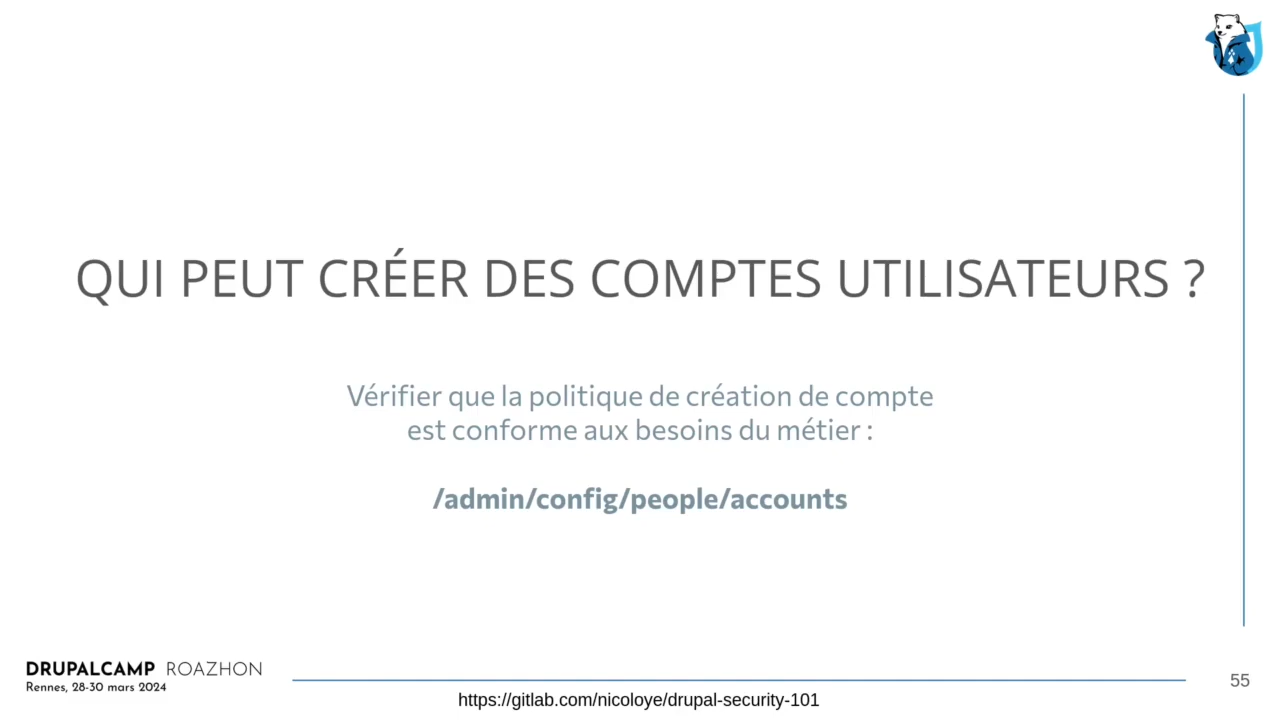 QUI PEUT CRÉER DES COMPTES UTILISATEURS ?
Vérifier que la politique de création de compte
est conforme aux besoins du métier :
/admin/config/people/accounts
DRUPALCAMP ROAZHON
Rennes, 28-30 mars 2024
https://gitlab.com/nicoloye/drupal-security-101
55